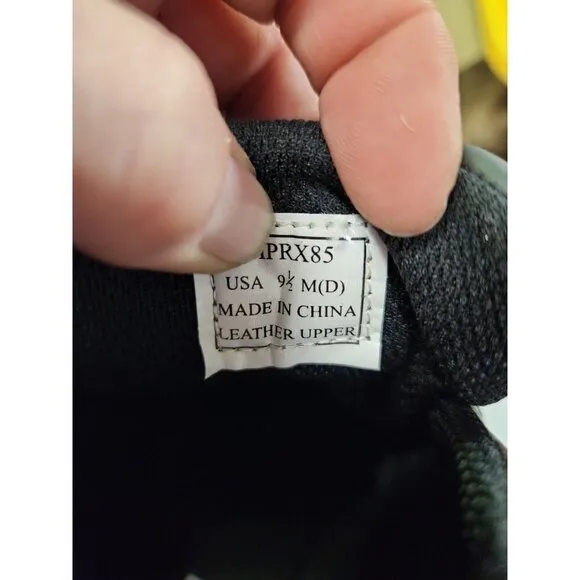 PRX85
USA 9½ M(D)
MADE IN CHINA
LEATHER UPPER